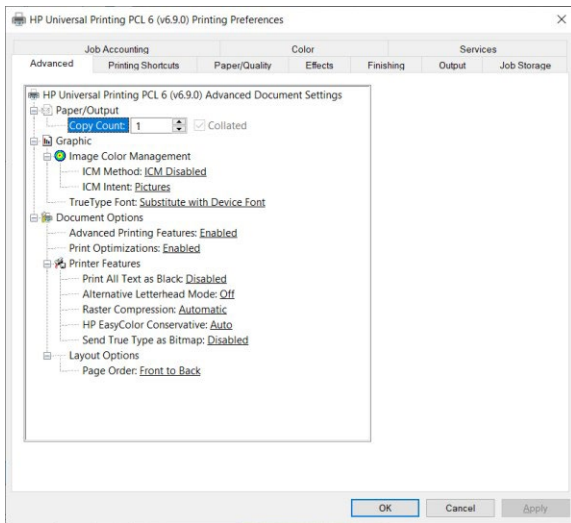 HP Universal Printing PCL 6 (v6.9.0) Printing Preferences
Job Accounting Color Services
Advanced Printing Shortcuts Paper/Quality Effects Finishing Output Job Storage
HP Universal Printing PCL 6 (v6.9.0) Advanced Document Settings
Paper/Output
Copy Count: 1 Collated
Graphic
Image Color Management
ICM Method: ICM Disabled
ICM Intent: Pictures
TrueType Font: Substitute with Device Font
Document Options
Advanced Printing Features: Enabled
Print Optimizations: Enabled
Printer Features
Print All Text as Black: Disabled
Alternative Letterhead Mode: Off
Raster Compression: Automatic
HP EasyColor Conservative: Auto
Send True Type as Bitmap: Disabled
Layout Options
Page Order: Front to Back
OK Cancel Apply